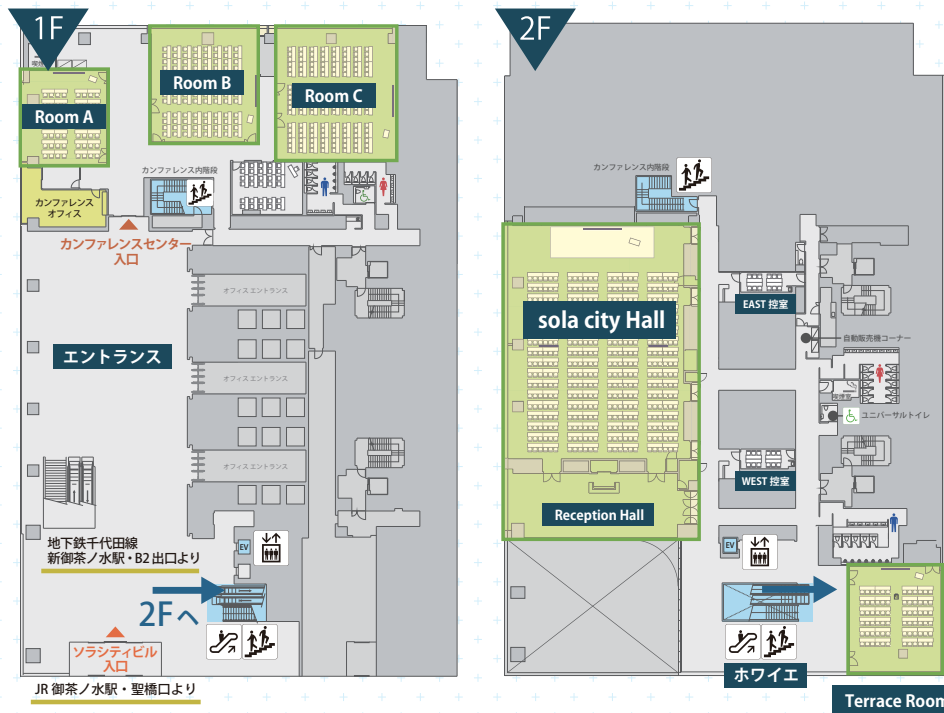 1F
Room A
Room B
Room C
カンファレンス内階段
カンファレンス
オフィス
カンファレンスセンター
入口
オフィス エントランス
エントランス
オフィス エントランス
オフィス エントランス
地下鉄千代田線
新御茶ノ水駅・B2 出口より
EV
2F へ
ソラシティビル
入口
JR 御茶ノ水駅・聖橋口より
2F
カンファレンス内階段
sola city Hall
EAST 控室
自動販売機コーナー
喫煙室
ユニバーサルトイレ
WEST 控室
Reception Hall
EV
ホワイエ
Terrace Room